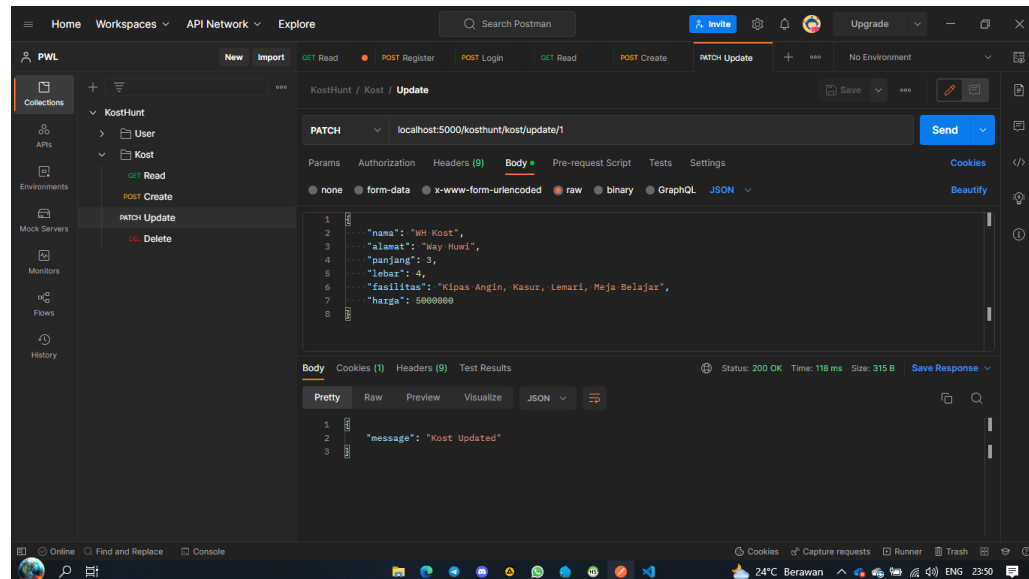 Home Workspaces API Network Explore Search Postman Invite Upgrade
PWL New Import GET Read POST Register POST Login GET Read POST Create PATCH Update No Environment
Collections
APIs
Environments
Mock Servers
Monitors
Flows
History
KostHunt
User
Kost
GET Read
POST Create
PATCH Update
DEL Delete
KostHunt / Kost / Update Save
PATCH localhost:5000/kosthunt/kost/update/1 Send
Params Authorization Headers (9) Body Pre-request Script Tests Settings Cookies
none form-data x-www-form-urlencoded raw binary GraphQL JSON Beautify
1 {
2 "nama": "WH Kost",
3 "alamat": "Way Huwi",
4 "panjang": 3,
5 "lebar": 4,
6 "fasilitas": "Kipas Angin, Kasur, Lemari, Meja Belajar",
7 "harga": 5000000
8 }
Body Cookies (1) Headers (9) Test Results Status: 200 OK Time: 118 ms Size: 315 B Save Response
Pretty Raw Preview Visualize JSON
1 {
2 "message": "Kost Updated"
3 }
Online Find and Replace Console Cookies Capture requests Runner Trash
24°C Berawan ENG 23:50